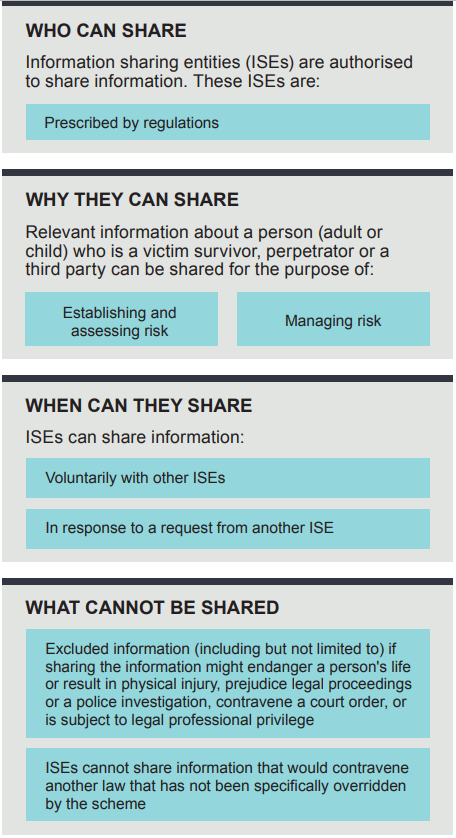 WHO CAN SHARE
Information sharing entities (ISEs) are authorised
to share information. These ISEs are:
Prescribed by regulations
WHY THEY CAN SHARE
Relevant information about a person (adult or
child) who is a victim survivor, perpetrator or a
third party can be shared for the purpose of:
Establishing and
assessing risk
Managing risk
WHEN CAN THEY SHARE
ISEs can share information:
Voluntarily with other ISEs
In response to a request from another ISE
WHAT CANNOT BE SHARED
Excluded information (including but not limited to) if
sharing the information might endanger a person's life
or result in physical injury, prejudice legal proceedings
or a police investigation, contravene a court order, or
is subject to legal professional privilege
ISEs cannot share information that would contravene
another law that has not been specifically overridden
by the scheme